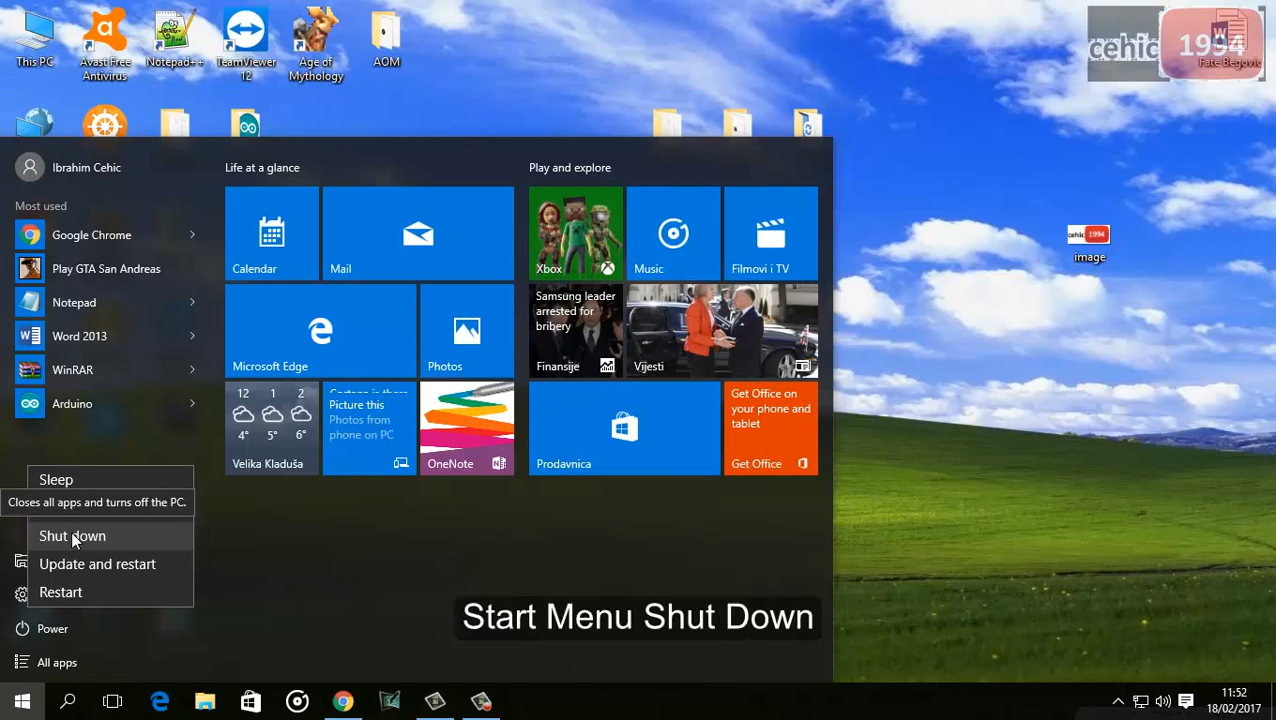 This PC
Avast Free
Antivirus
Notepad++
TeamViewer
12
Age of
Mythology
AOM
cehic 1994
Fate Begovic
cehic 1994
image
Ibrahim Cehic
Most used
Google Chrome
Play GTA San Andreas
Notepad
Word 2013
WinRAR
Arduino
Life at a glance
Calendar
Mail
Microsoft Edge
Photos
12 1 2
4° 5° 6°
Velika Kladuša
Picture this
Photos from
phone on PC
OneNote
Play and explore
Xbox
Music
Filmovi i TV
Samsung leader
arrested for
bribery
Finansije
Vijesti
Prodavnica
Get Office on
your phone and
tablet
Get Office
Sleep
Closes all apps and turns off the PC.
Shut down
Update and restart
Restart
Power
All apps
Start Menu Shut Down
11:52
18/02/2017